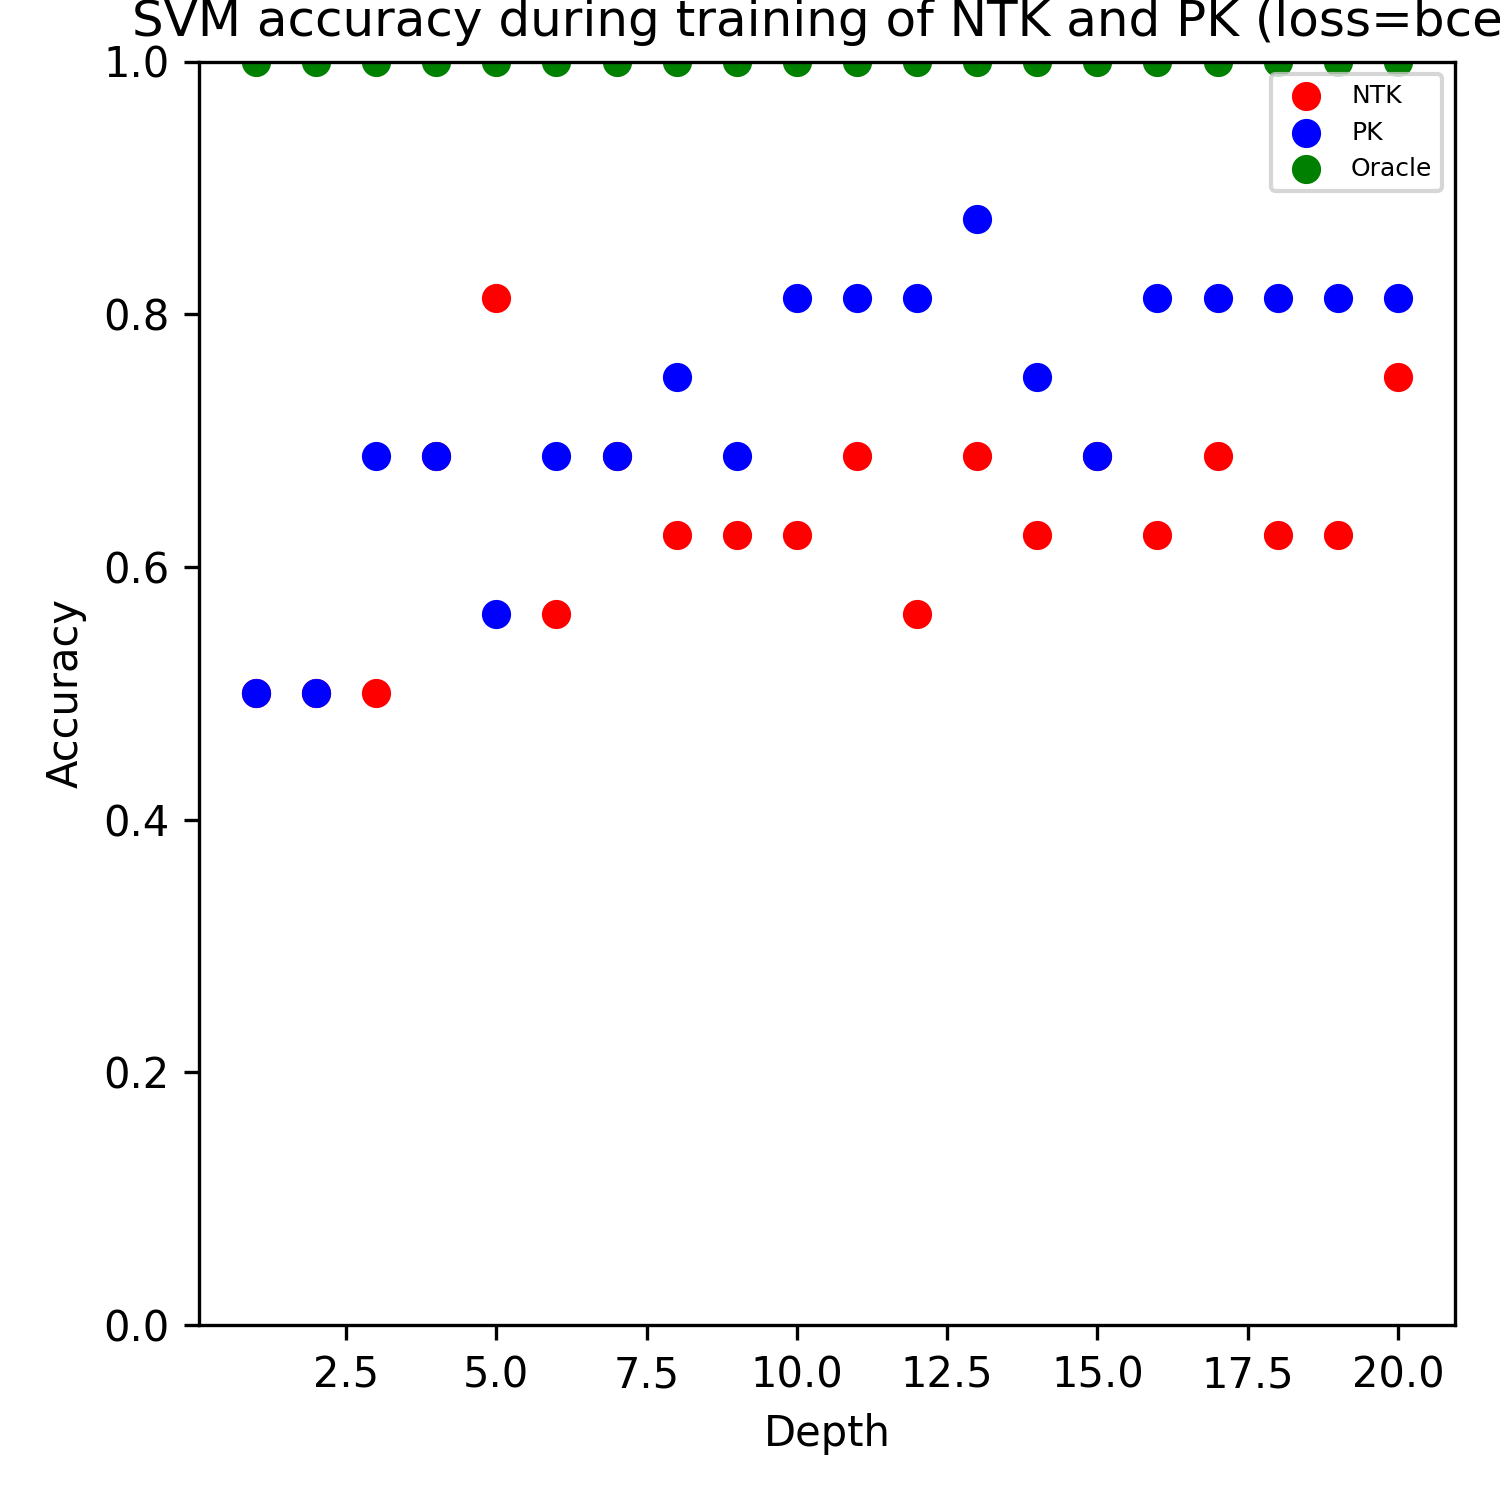 SVM accuracy during training of NTK and PK (loss=bce
1.0
NTK
PK
Oracle
0.8
0.6
0.4
0.2
0.0
Accuracy
2.5 5.0 7.5 10.0 12.5 15.0 17.5 20.0
Depth